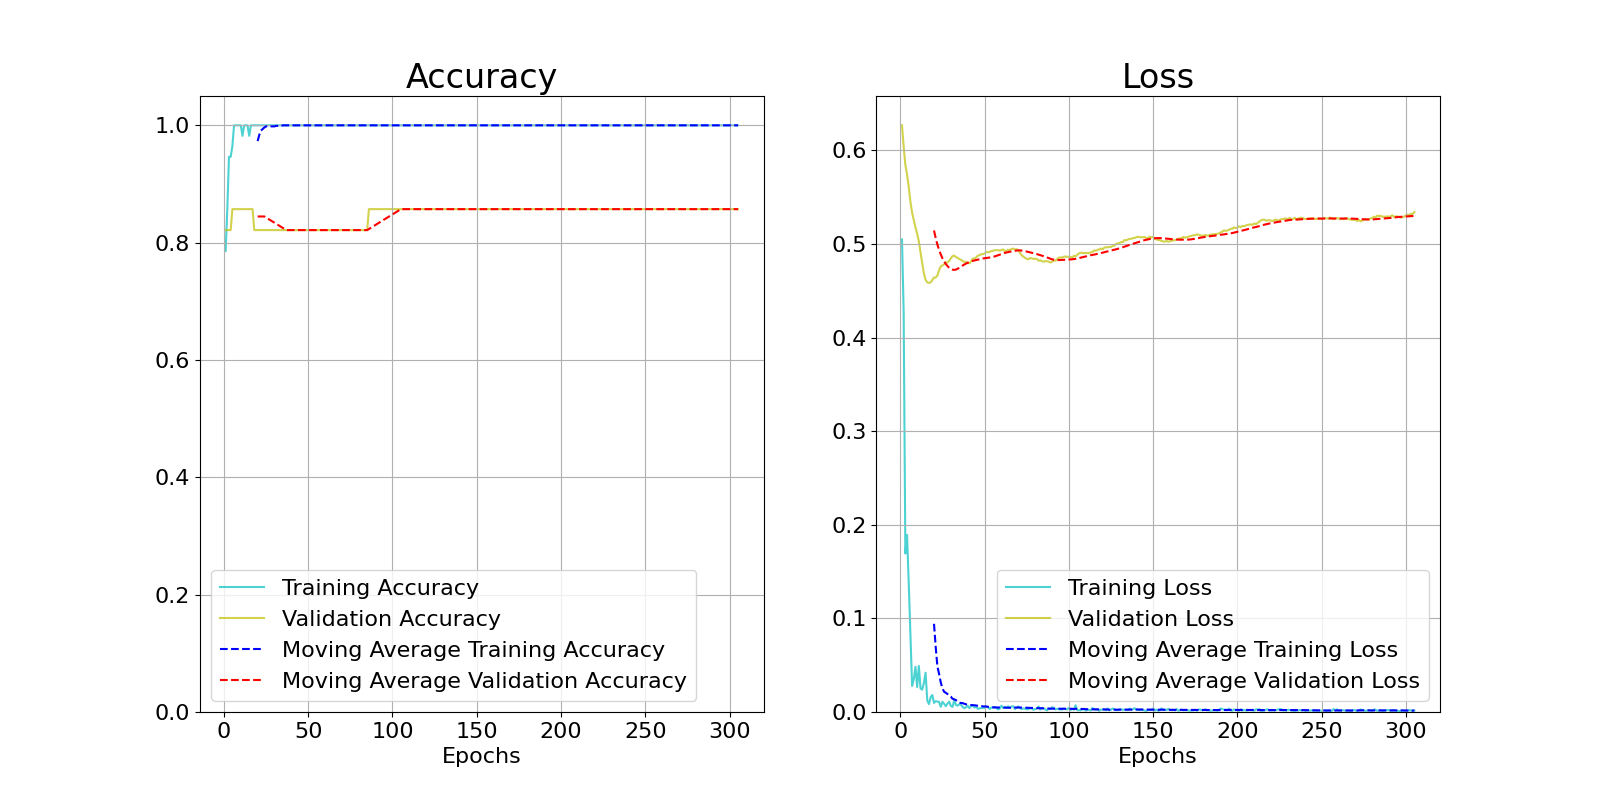 Accuracy
1.0
0.8
0.6
0.4
0.2
0.0
Training Accuracy
Validation Accuracy
Moving Average Training Accuracy
Moving Average Validation Accuracy
0 50 100 150 200 250 300
Epochs
Loss
0.6
0.5
0.4
0.3
0.2
0.1
0.0
Training Loss
Validation Loss
Moving Average Training Loss
Moving Average Validation Loss
0 50 100 150 200 250 300
Epochs